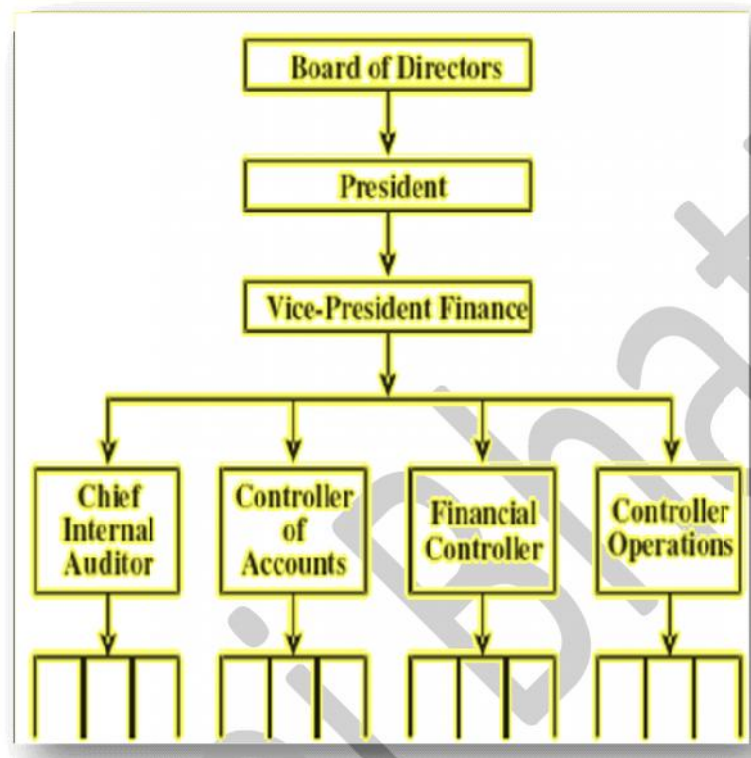 Board of Directors
President
Vice-President Finance
Chief
Internal
Auditor
Controller
of
Accounts
Financial
Controller
Controller
Operations